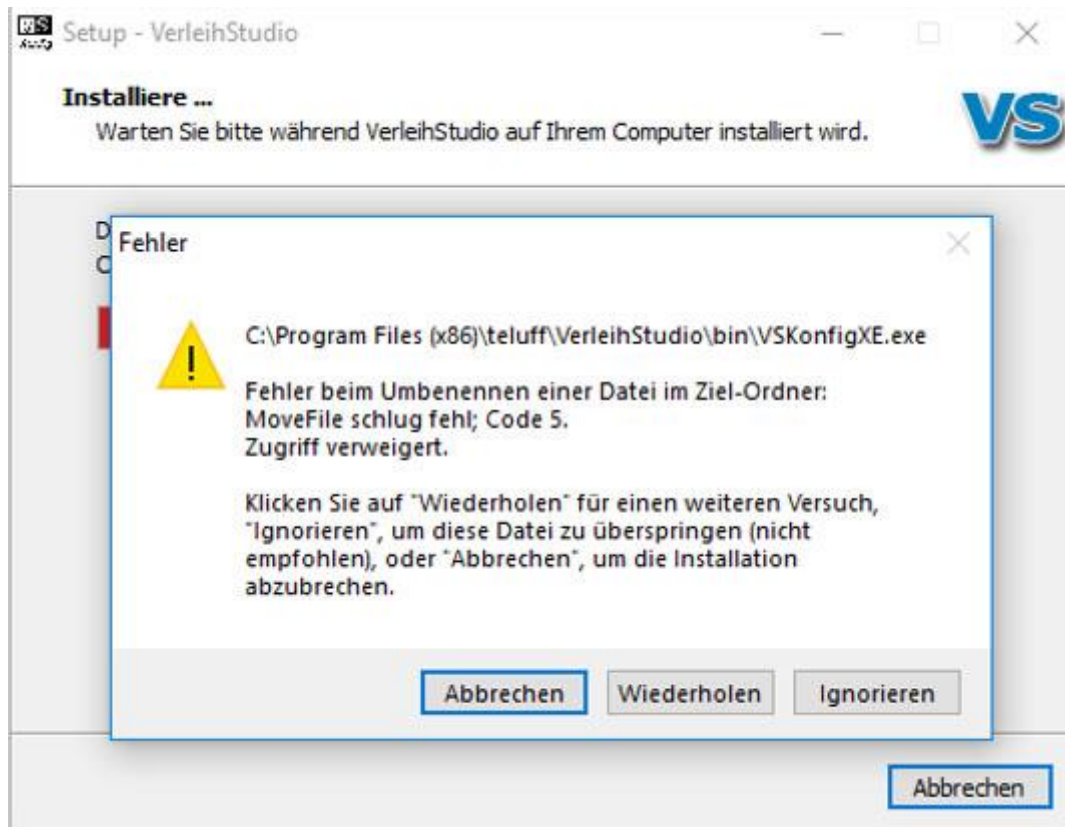 Setup - VerleihStudio
Installiere ...
Warten Sie bitte während VerleihStudio auf Ihrem Computer installiert wird.
VS
D
C
Fehler
C:\Program Files (x86)\teluff\VerleihStudio\bin\VSKonfigXE.exe
Fehler beim Umbenennen einer Datei im Ziel-Ordner:
MoveFile schlug fehl; Code 5.
Zugriff verweigert.
Klicken Sie auf "Wiederholen" für einen weiteren Versuch,
"Ignorieren", um diese Datei zu überspringen (nicht
empfohlen), oder "Abbrechen", um die Installation
abzubrechen.
Abbrechen
Wiederholen
Ignorieren
Abbrechen